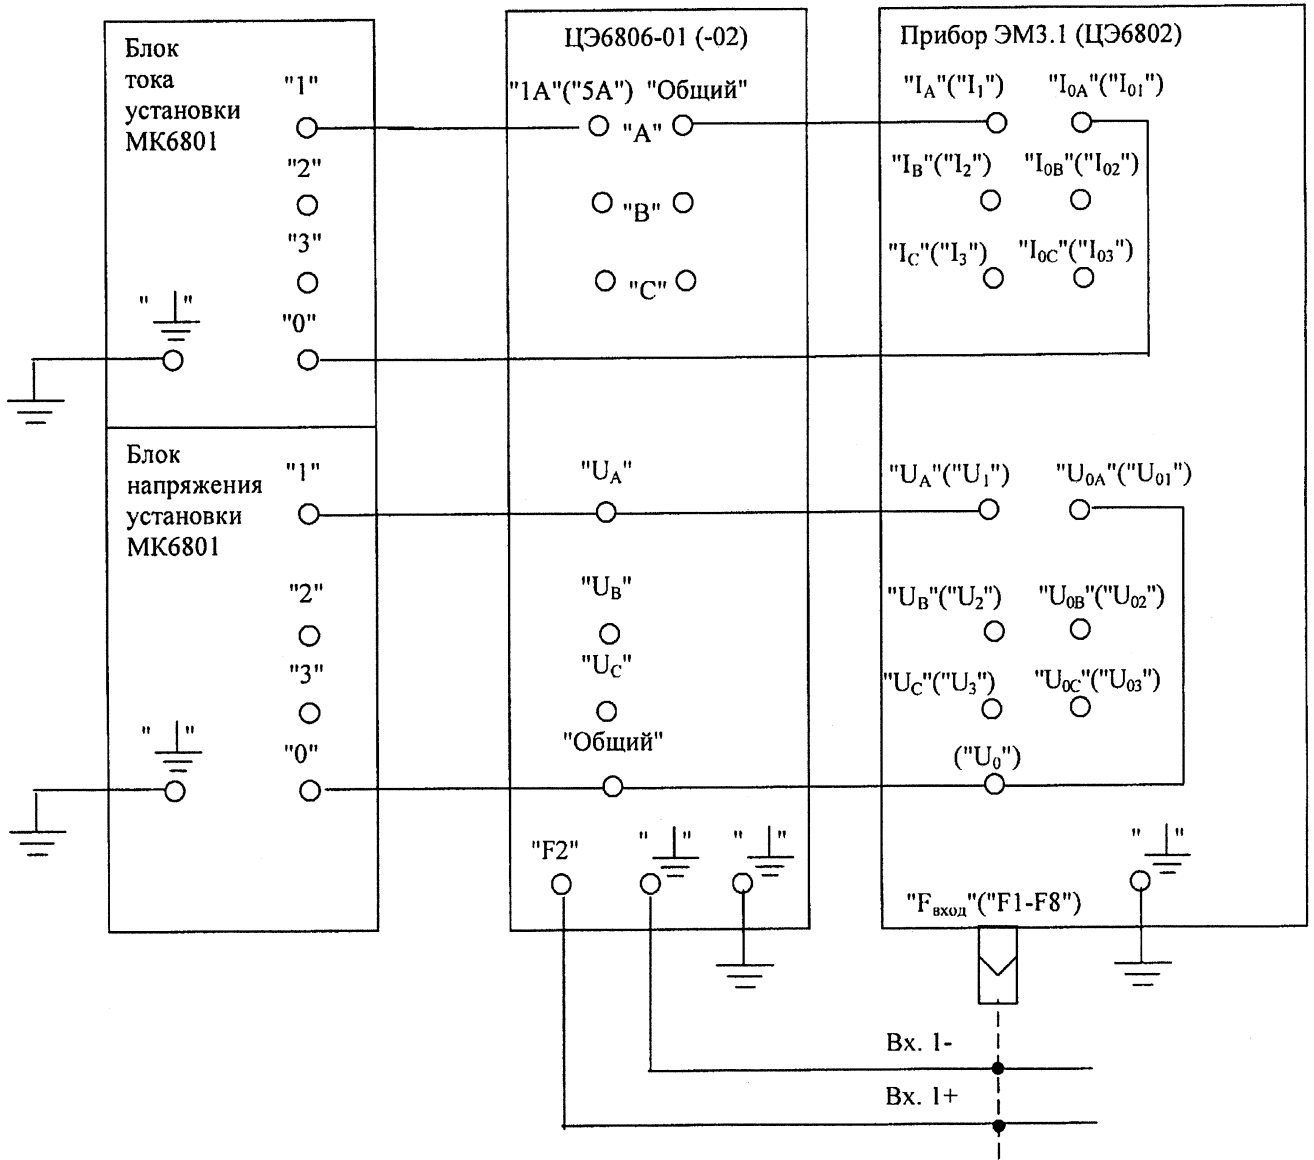 Блок
тока
установки
МК6801
"1"
"2"
"3"
"0"
" "
Блок
напряжения
установки
МК6801
"1"
"2"
"3"
"0"
" "
ЦЭ6806-01 (-02)
"1А"("5А") "Общий"
"А"
"В"
"С"
"U_A"
"U_B"
"U_C"
"Общий"
"F2"
" "
" "
Прибор ЭМ3.1 (ЦЭ6802)
"I_A"("I_1") "I_0A"("I_01")
"I_B"("I_2") "I_0B"("I_02")
"I_C"("I_3") "I_0C"("I_03")
"U_A"("U_1") "U_0A"("U_01")
"U_B"("U_2") "U_0B"("U_02")
"U_C"("U_3") "U_0C"("U_03")
("U_0")
" "
"F_вход"("F1-F8")
Вх. 1-
Вх. 1+